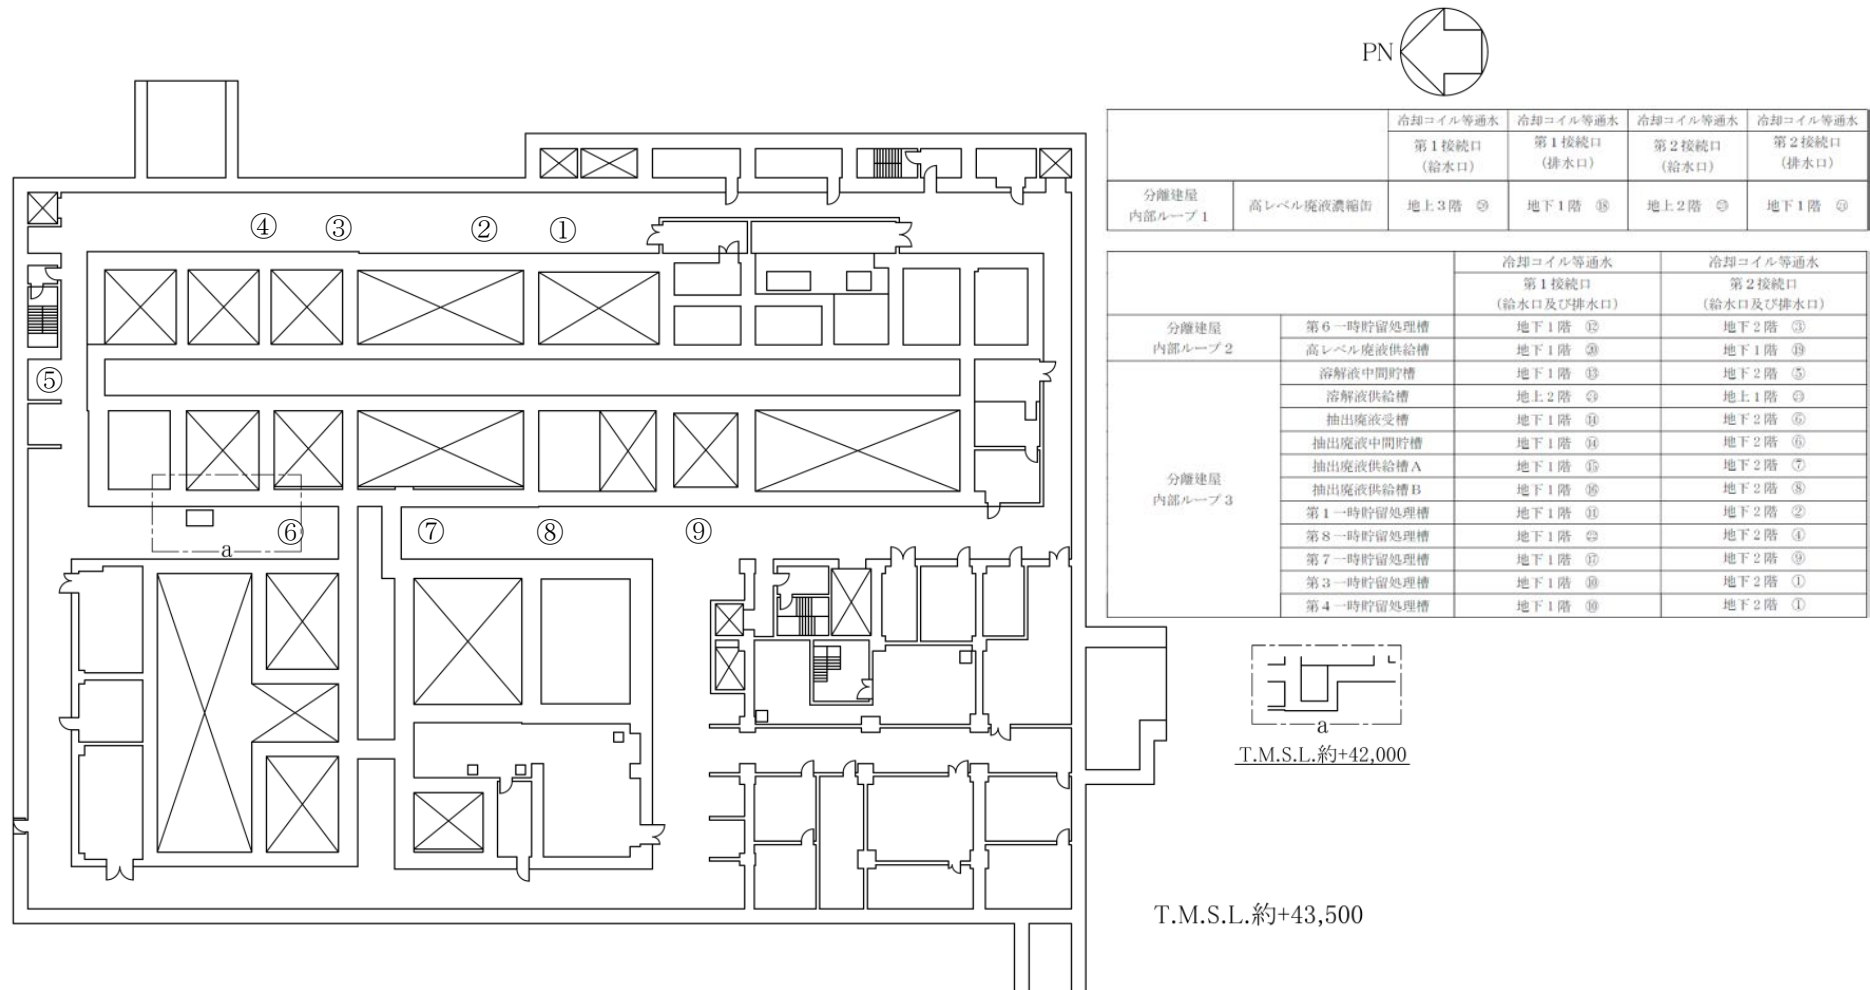 PN
冷却コイル等通水 冷却コイル等通水 冷却コイル等通水 冷却コイル等通水
第1接続口 第1接続口 第2接続口 第2接続口
(給水口) (排水口) (給水口) (排水口)
分離建屋
内部ループ1
高レベル廃液濃縮缶 地上3階 地下1階 ⑱ 地上2階 地下1階
冷却コイル等通水 冷却コイル等通水
第1接続口 第2接続口
(給水口及び排水口) (給水口及び排水口)
分離建屋
内部ループ2
第6一時貯留処理槽 地下1階 ⑫ 地下2階 ③
高レベル廃液供給槽 地下1階 ⑳ 地下1階 ⑲
分離建屋
内部ループ3
溶解液中間貯槽 地下1階 ⑬ 地下2階 ⑤
溶解液供給槽 地上2階 地上1階
抽出廃液受槽 地下1階 ⑭ 地下2階 ⑥
抽出廃液中間貯槽 地下1階 ⑭ 地下2階 ⑥
抽出廃液供給槽A 地下1階 ⑮ 地下2階 ⑦
抽出廃液供給槽B 地下1階 ⑯ 地下2階 ⑧
第1一時貯留処理槽 地下1階 ⑪ 地下2階 ②
第8一時貯留処理槽 地下1階 地下2階 ④
第7一時貯留処理槽 地下1階 ⑰ 地下2階 ⑨
第3一時貯留処理槽 地下1階 ⑩ 地下2階 ①
第4一時貯留処理槽 地下1階 ⑩ 地下2階 ①
④ ③ ② ①
⑤
⑥ ⑦ ⑧ ⑨
a
a
T.M.S.L.約+42,000
T.M.S.L.約+43,500